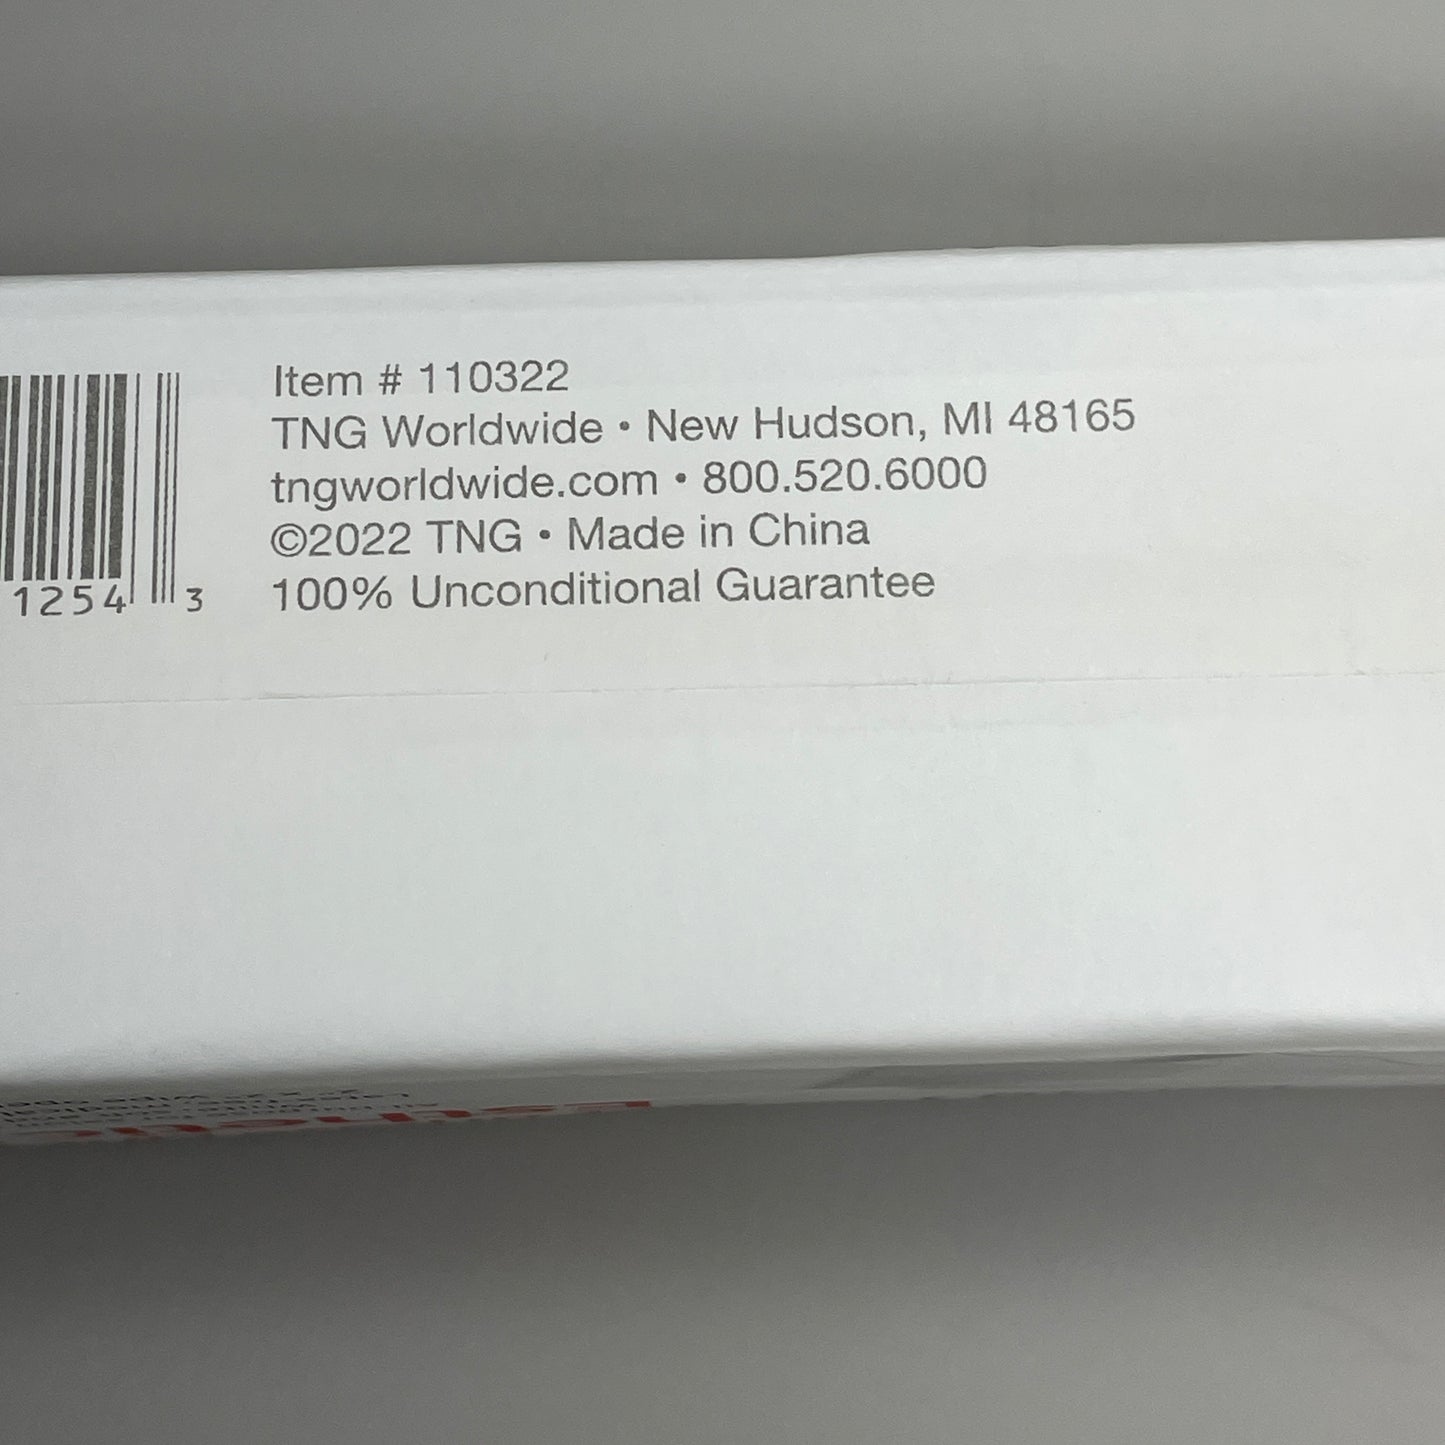 Item # 110322
TNG Worldwide • New Hudson, MI 48165
tngworldwide.com • 800.520.6000
©2022 TNG • Made in China
100% Unconditional Guarantee
1254 3